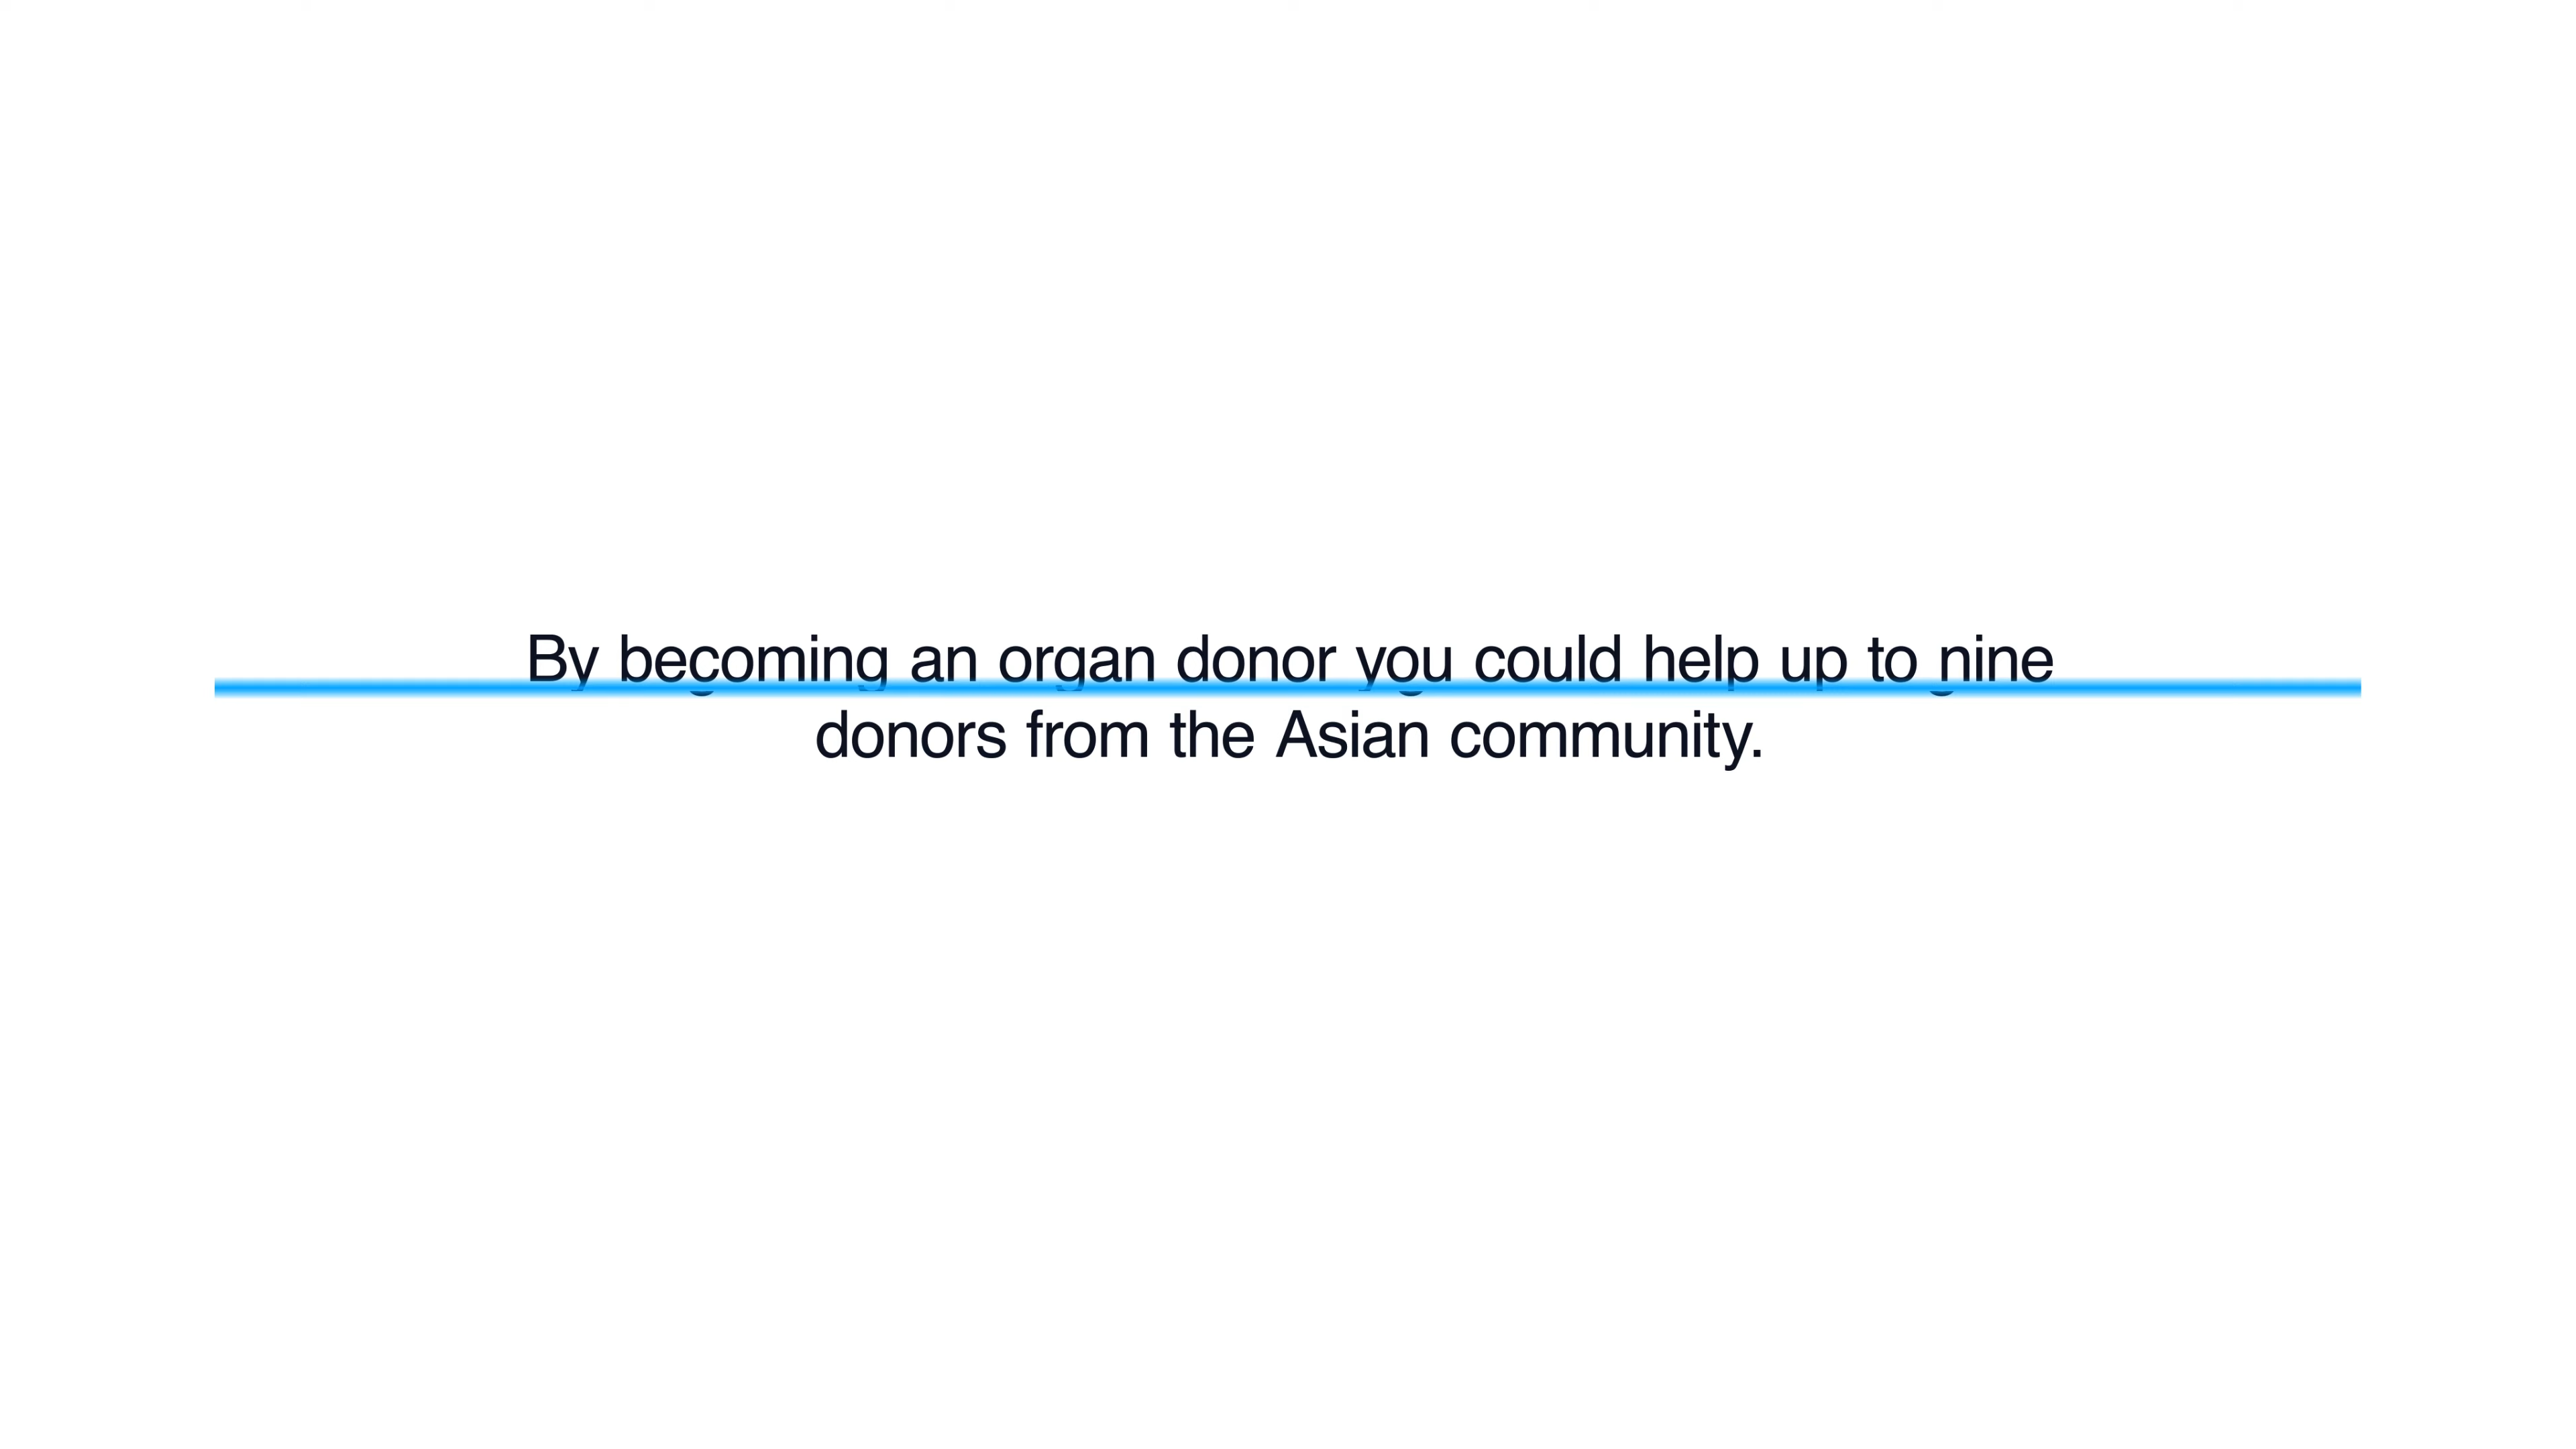 By becoming an organ donor you could help up to nine
donors from the Asian community.